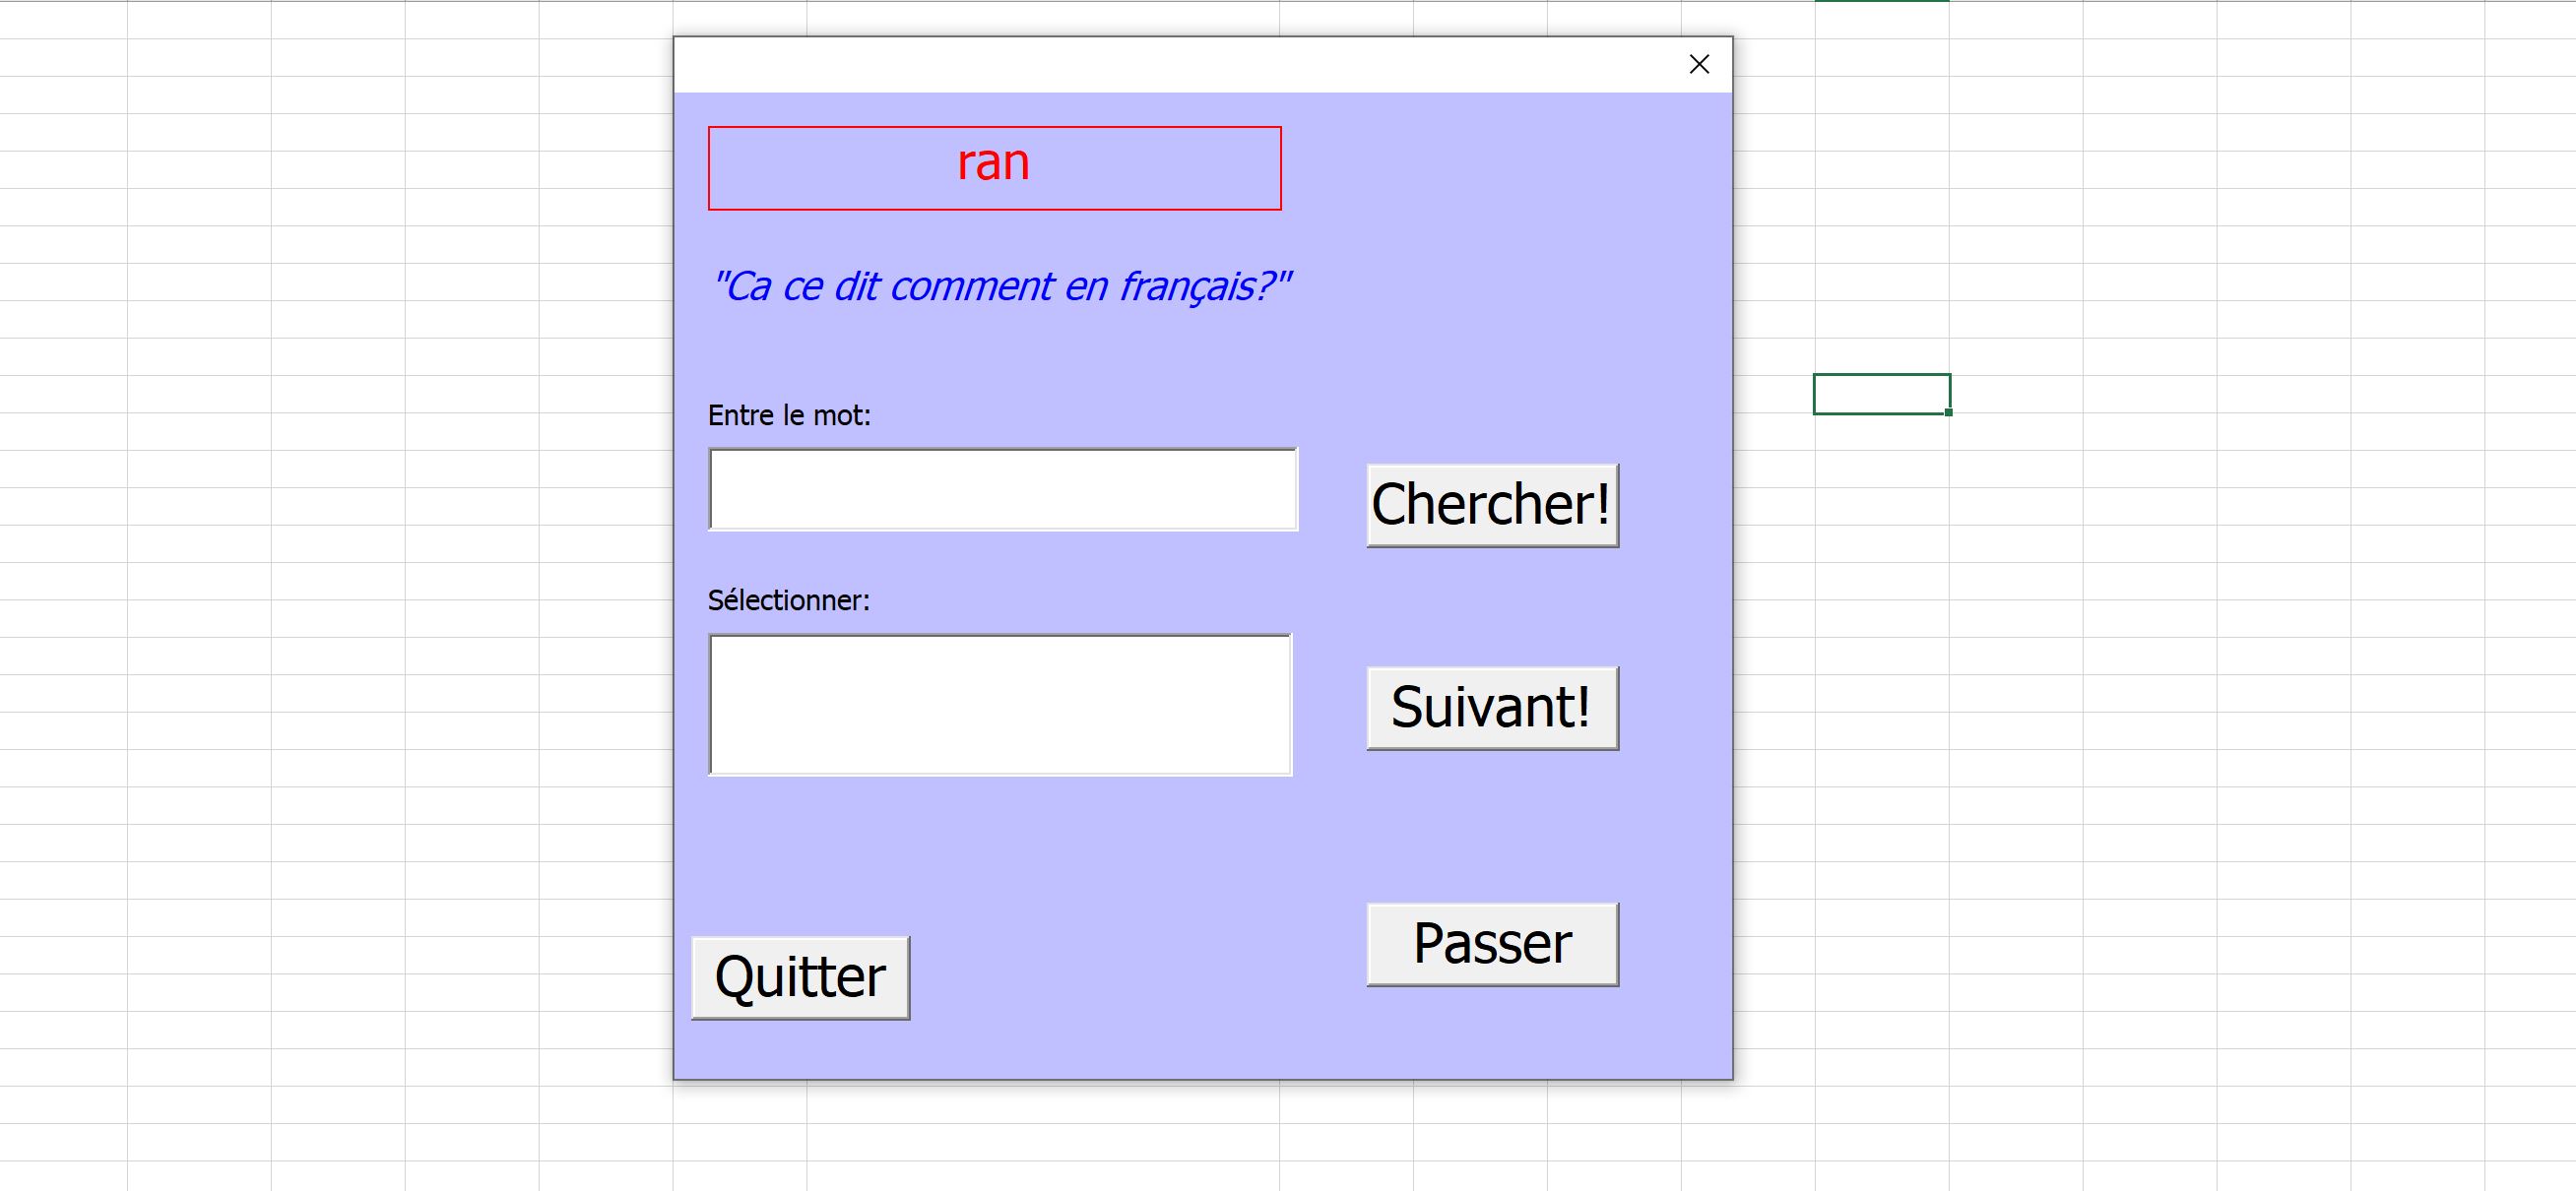 ran
"Ca ce dit comment en français?"
Entre le mot:
Chercher!
Sélectionner:
Suivant!
Passer
Quitter